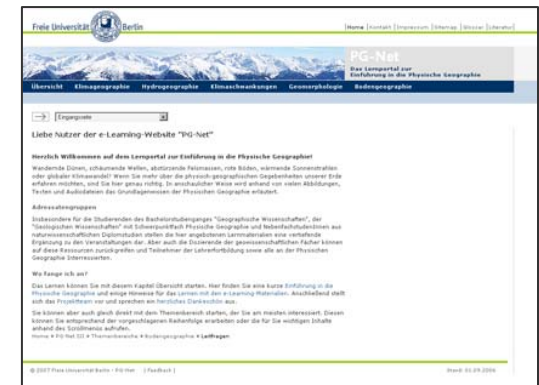 Freie Universität Berlin
|Home |Kontakt |Impressum |Sitemap |Glossar |Literatur|
PG-Net
Das Lernportal zur
Einführung in die Physische Geographie
Übersicht Klimageographie Hydrogeographie Klimaschwankungen Geomorphologie Bodengeographie
Eingangsseite
Liebe Nutzer der e-Learning-Website "PG-Net"
Herzlich Willkommen auf dem Lernportal zur Einführung in die Physische Geographie!
Wandernde Dünen, schäumende Wellen, abstürzende Felsmassen, rote Böden, wärmende Sonnenstrahlen
oder globaler Klimawandel? Wenn Sie mehr über die physisch-geographischen Gegebenheiten unserer Erde
erfahren möchten, sind Sie hier genau richtig. In anschaulicher Weise wird anhand von vielen Abbildungen,
Texten und Audiodateien das Grundlagenwissen der Physischen Geographie erläutert.
Adressatengruppen
Insbesondere für die Studierenden des Bachelorstudienganges "Geographische Wissenschaften", der
"Geologischen Wissenschaften" mit Schwerpunktfach Physische Geographie und NebenfachstudentInnen aus
naturwissenschaftlichen Diplomstudien stellen die hier angebotenen Lernmaterialien eine vertiefende
Ergänzung zu den Veranstaltungen dar. Aber auch die Dozierende der geowissenschaftlichen Fächer können
auf diese Ressourcen zurückgreifen und Teilnehmer der Lehrerfortbildung sowie alle an der Physischen
Geographie Interessierten.
Wo fange ich an?
Das Lernen können Sie mit diesem Kapitel Übersicht starten. Hier finden Sie eine kurze Einführung in die
Physische Geographie und einige Hinweise für das Lernen mit den e-Learning-Materialien. Anschließend stellt
sich das Projektteam vor und sprechen ein herzliches Dankeschön aus.
Sie können aber auch gleich direkt mit dem Themenbereich starten, der Sie am meisten interessiert. Diesen
können Sie entsprechend der vorgeschlagenen Reihenfolge erarbeiten oder die für Sie wichtigen Inhalte
anhand des Scrollmenüs aufrufen.
Home » PG Net III » Themenbereiche » Bodengeographie » Leitfragen
© 2007 Freie Universität Berlin - PG-Net | Feedback | Stand: 01.09.2006